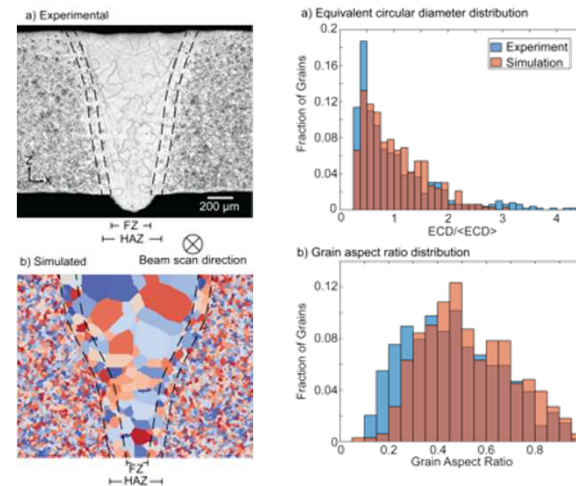 a) Experimental
Z
x
200 µm
FZ
HAZ
Beam scan direction
b) Simulated
FZ
HAZ
a) Equivalent circular diameter distribution
Fraction of Grains
0.2
0.16
0.12
0.08
0.04
0
Experiment
Simulation
0 1 2 3 4
ECD/<ECD>
b) Grain aspect ratio distribution
Fraction of Grains
0.12
0.08
0.04
0
0.2 0.4 0.6 0.8
Grain Aspect Ratio